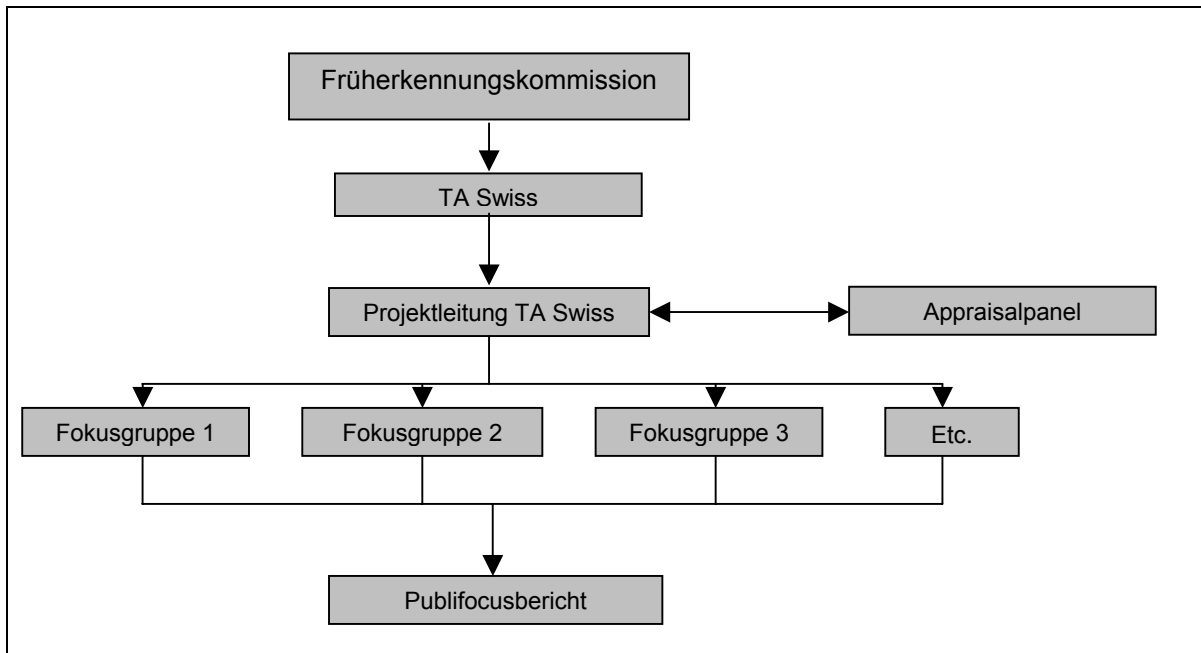 Früherkennungskommission
TA Swiss
Projektleitung TA Swiss
Appraisalpanel
Fokusgruppe 1
Fokusgruppe 2
Fokusgruppe 3
Etc.
Publifocusbericht